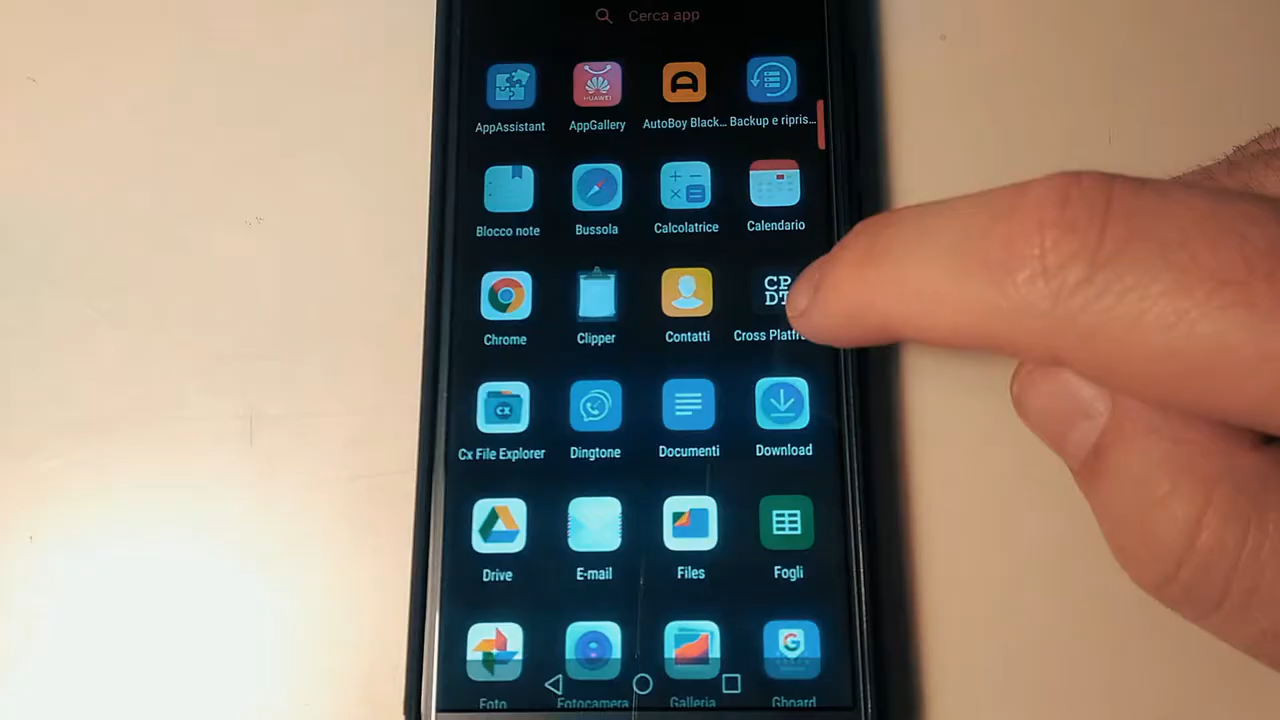 Cerca app
HUAWEI
AppAssistant AppGallery AutoBoy Black... Backup e ripris...
Blocco note Bussola Calcolatrice Calendario
CP
DT
Chrome Clipper Contatti Cross
CX
Cx File Explorer Dingtone Documenti Download
Drive E-mail Files Fogli
G
Foto Fotocamera Galleria Gboard